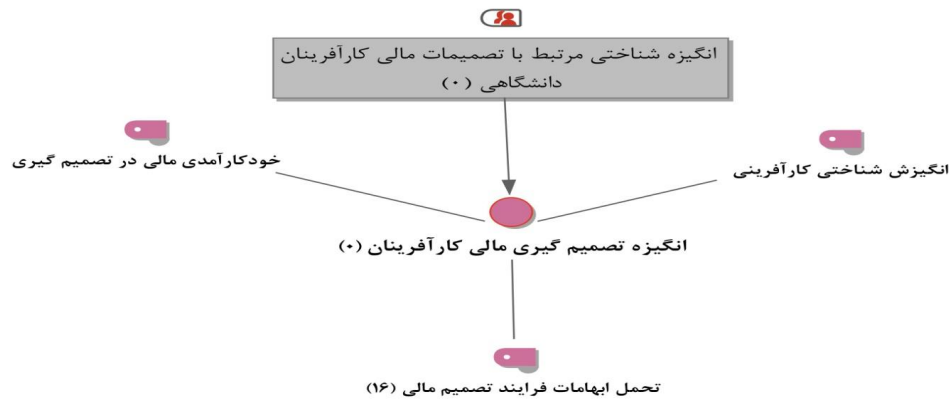 انگیزه شناختی مرتبط با تصمیمات مالی کارآفرینان
دانشگاهی (۰)
خودکارآمدی مالی در تصمیم گیری
انگیزش شناختی کارآفرینی
انگیزه تصمیم گیری مالی کارآفرینان (۰)
تحمل ابهامات فرایند تصمیم مالی (۱۶)